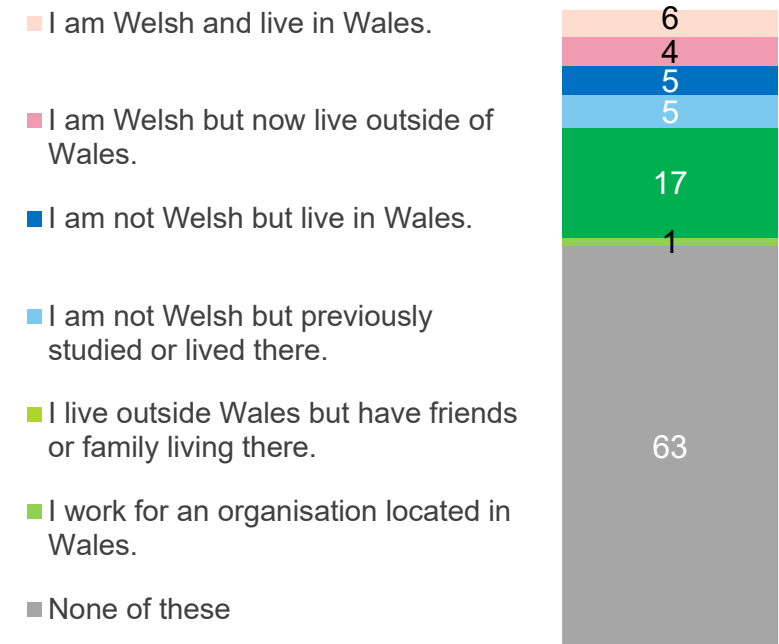 I am Welsh and live in Wales.
I am Welsh but now live outside of
Wales.
I am not Welsh but live in Wales.
I am not Welsh but previously
studied or lived there.
I live outside Wales but have friends
or family living there.
I work for an organisation located in
Wales.
None of these
6
4
5
5
17
1
63